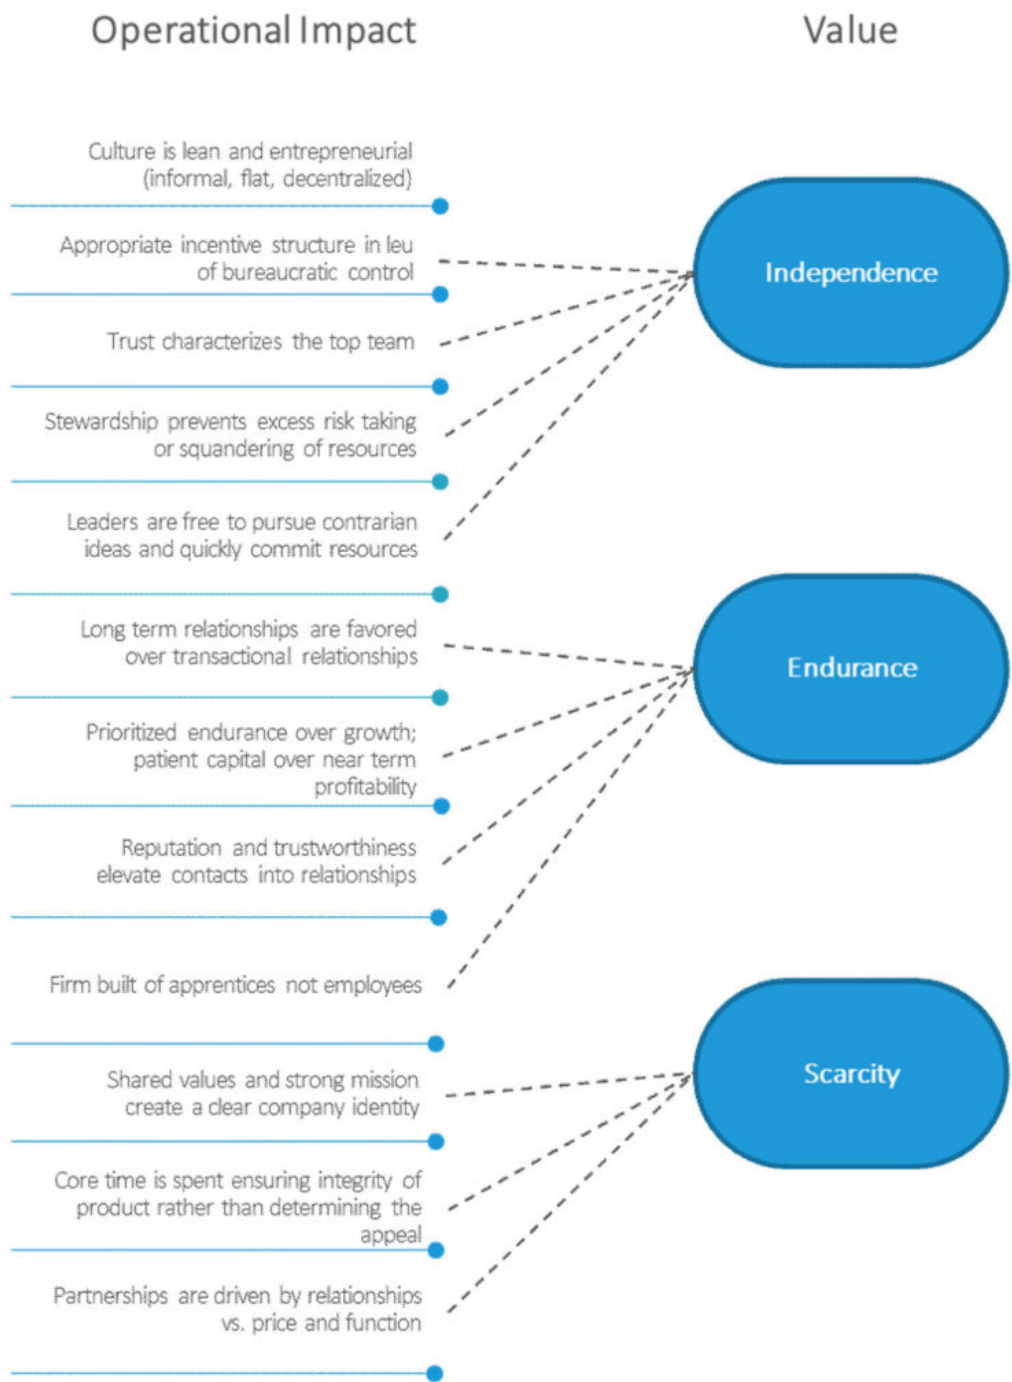 Operational Impact
Value
Culture is lean and entrepreneurial
(informal, flat, decentralized)
Appropriate incentive structure in leu
of bureaucratic control
Trust characterizes the top team
Stewardship prevents excess risk taking
or squandering of resources
Leaders are free to pursue contrarian
ideas and quickly commit resources
Independence
Long term relationships are favored
over transactional relationships
Prioritized endurance over growth;
patient capital over near term
profitability
Reputation and trustworthiness
elevate contacts into relationships
Firm built of apprentices not employees
Endurance
Shared values and strong mission
create a clear company identity
Core time is spent ensuring integrity of
product rather than determining the
appeal
Partnerships are driven by relationships
vs. price and function
Scarcity